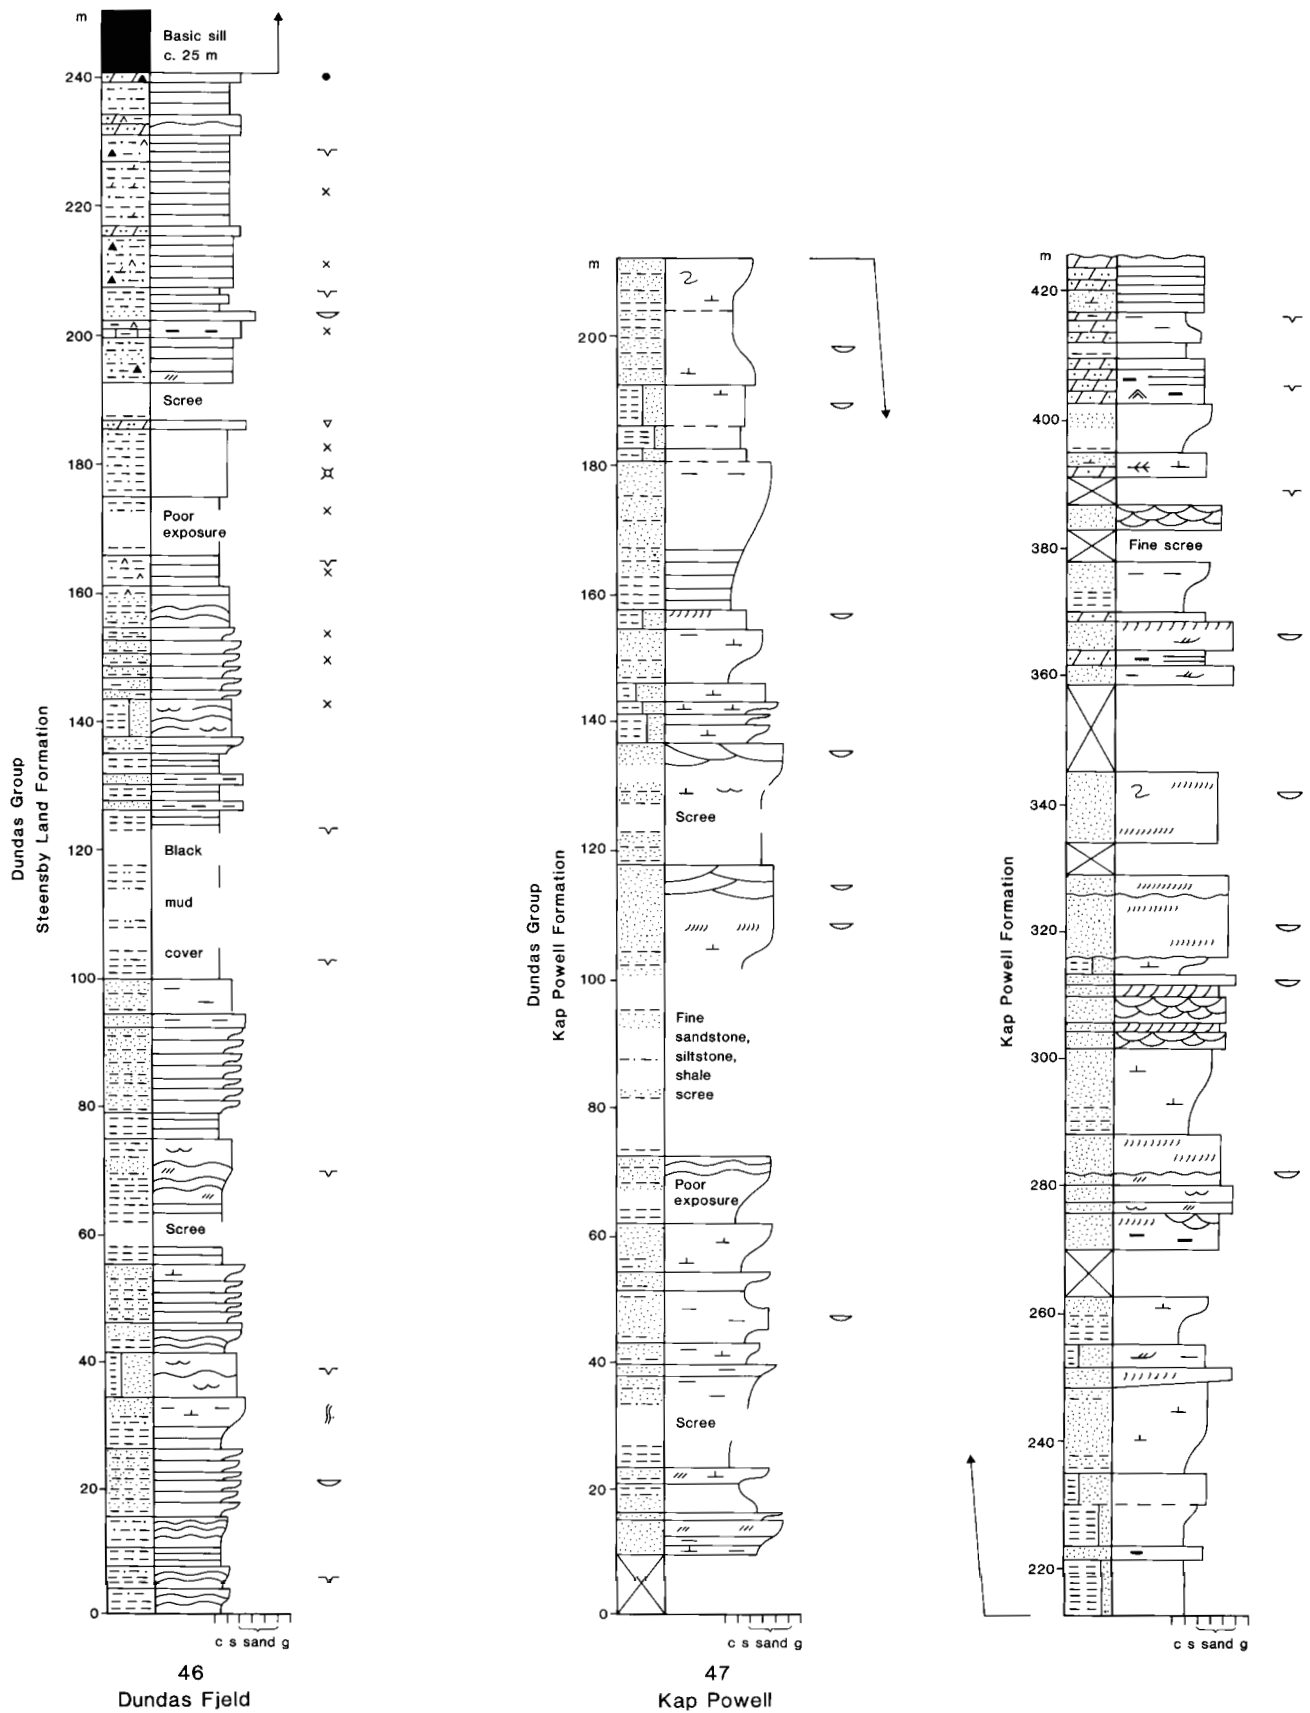 m
Basic sill
c. 25 m
240
220
200
Scree
180
Poor
exposure
160
140
120
Black
mud
cover
100
80
60
Scree
40
20
0
c s sand g
Dundas Group
Steensby Land Formation
46
Dundas Fjeld
m
200
180
160
140
Scree
120
100
Fine
sandstone,
siltstone,
shale
scree
80
Poor
exposure
60
40
Scree
20
0
c s sand g
Dundas Group
Kap Powell Formation
47
Kap Powell
m
420
400
380
Fine scree
360
340
320
300
280
260
240
220
c s sand g
Kap Powell Formation